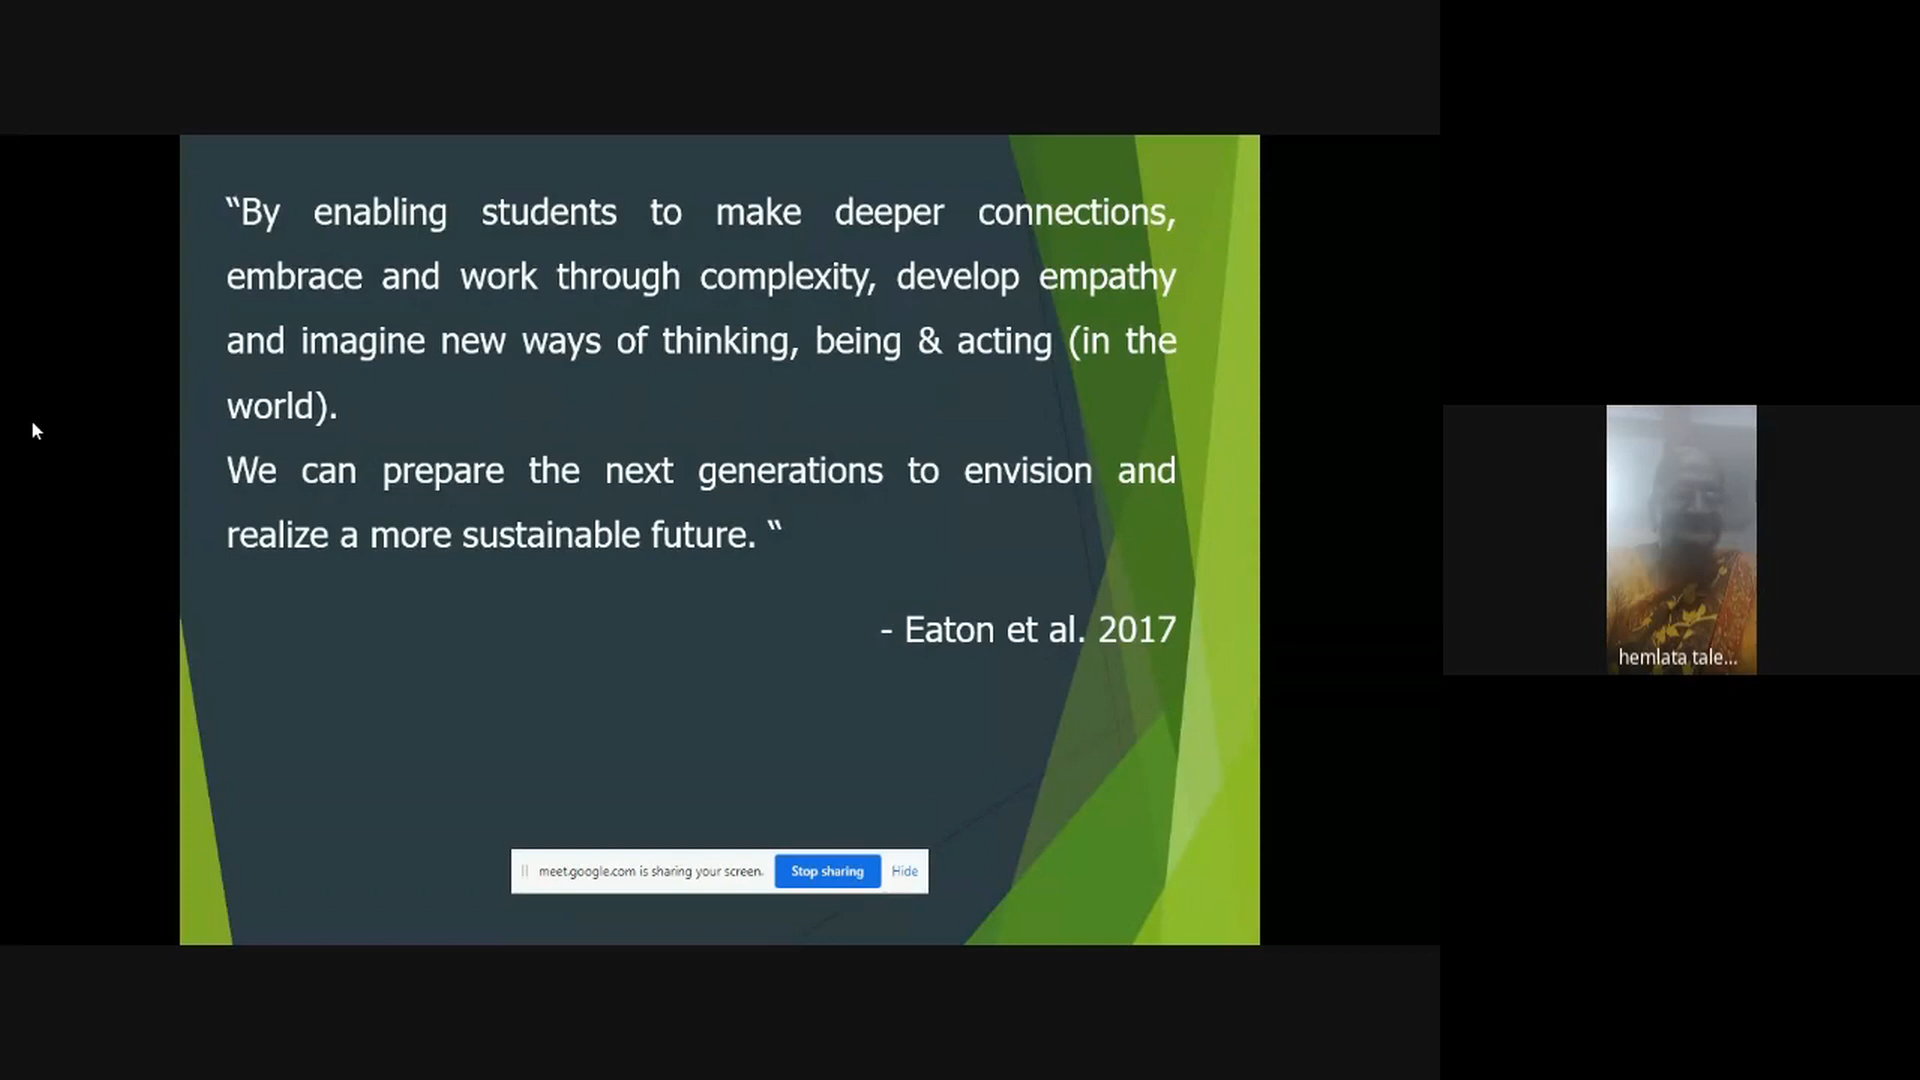 “By enabling students to make deeper connections,
embrace and work through complexity, develop empathy
and imagine new ways of thinking, being & acting (in the
world).
We can prepare the next generations to envision and
realize a more sustainable future. “
- Eaton et al. 2017
meet.google.com is sharing your screen.
Stop sharing
Hide
hemlata tale...